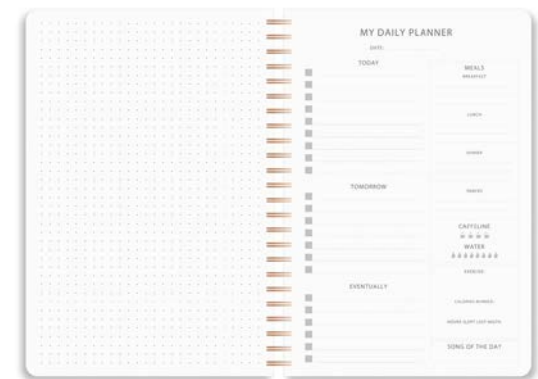 MY DAILY PLANNER
DATE:
TODAY
TOMORROW
EVENTUALLY
MEALS
BREAKFAST
LUNCH
DINNER
SNACKS
CAFFEINE
WATER
EXERCISE:
CALORIES BURNED:
HOURS SLEPT LAST NIGHT:
SONG OF THE DAY